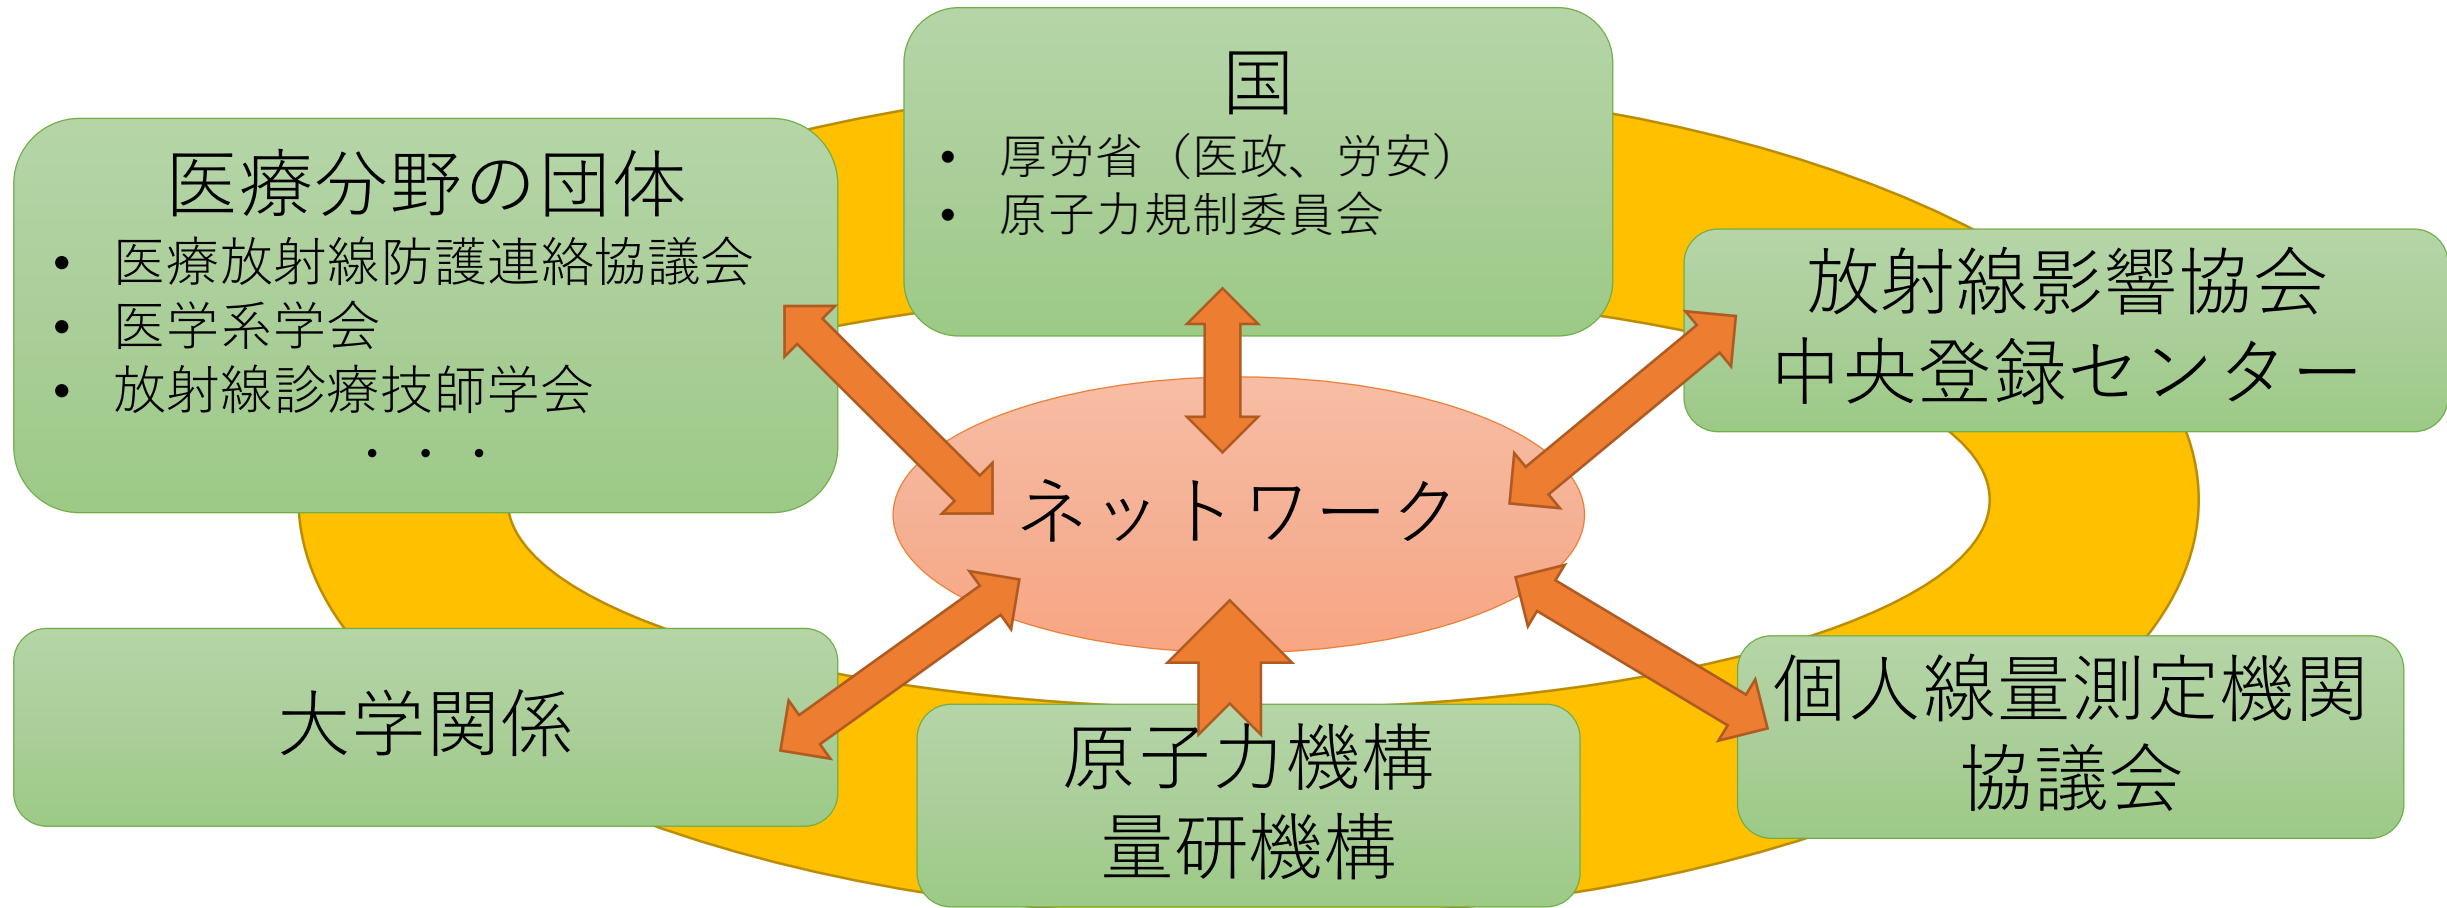 国
• 厚労省（医政、労安）
• 原子力規制委員会
医療分野の団体
• 医療放射線防護連絡協議会
• 医学系学会
• 放射線診療技師学会
・・・
放射線影響協会
中央登録センター
ネットワーク
大学関係
原子力機構
量研機構
個人線量測定機関
協議会